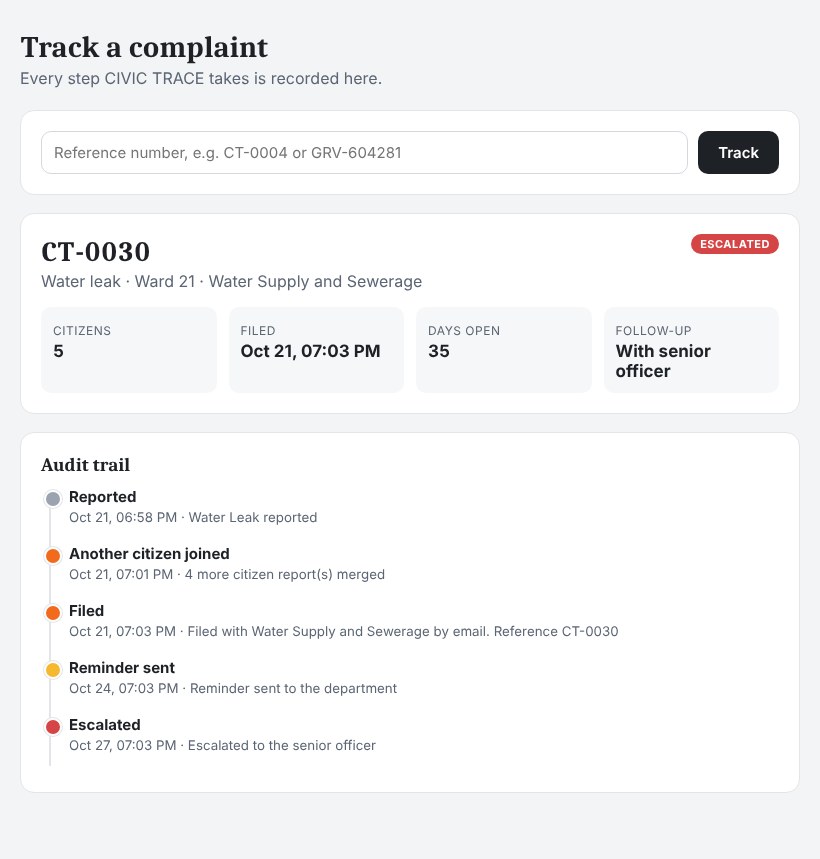 Track a complaint
Every step CIVIC TRACE takes is recorded here.
Reference number, e.g. CT-0004 or GRV-604281
Track
CT-0030
ESCALATED
Water leak · Ward 21 · Water Supply and Sewerage
CITIZENS
5
FILED
Oct 21, 07:03 PM
DAYS OPEN
35
FOLLOW-UP
With senior
officer
Audit trail
Reported
Oct 21, 06:58 PM · Water Leak reported
Another citizen joined
Oct 21, 07:01 PM · 4 more citizen report(s) merged
Filed
Oct 21, 07:03 PM · Filed with Water Supply and Sewerage by email. Reference CT-0030
Reminder sent
Oct 24, 07:03 PM · Reminder sent to the department
Escalated
Oct 27, 07:03 PM · Escalated to the senior officer